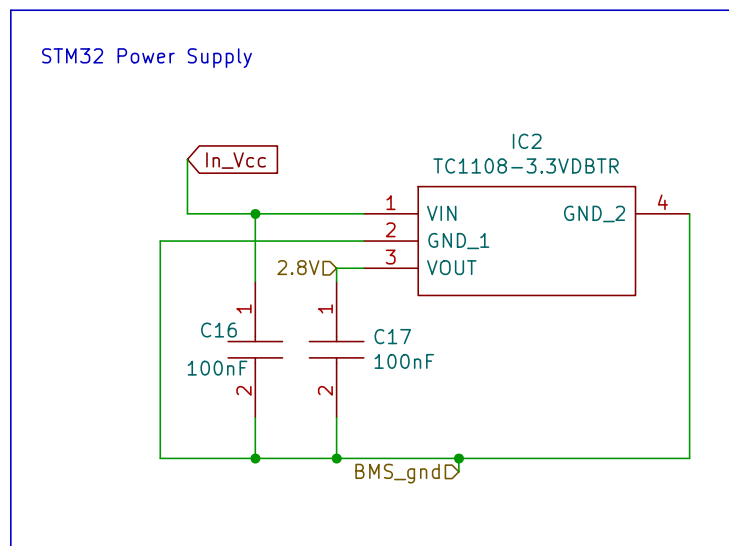 STM32 Power Supply
IC2
TC1108-3.3VDBTR
In_Vcc
1
VIN
GND_2
4
2
GND_1
2.8V
3
VOUT
1
1
C16
C17
100nF
100nF
2
2
BMS_gnd